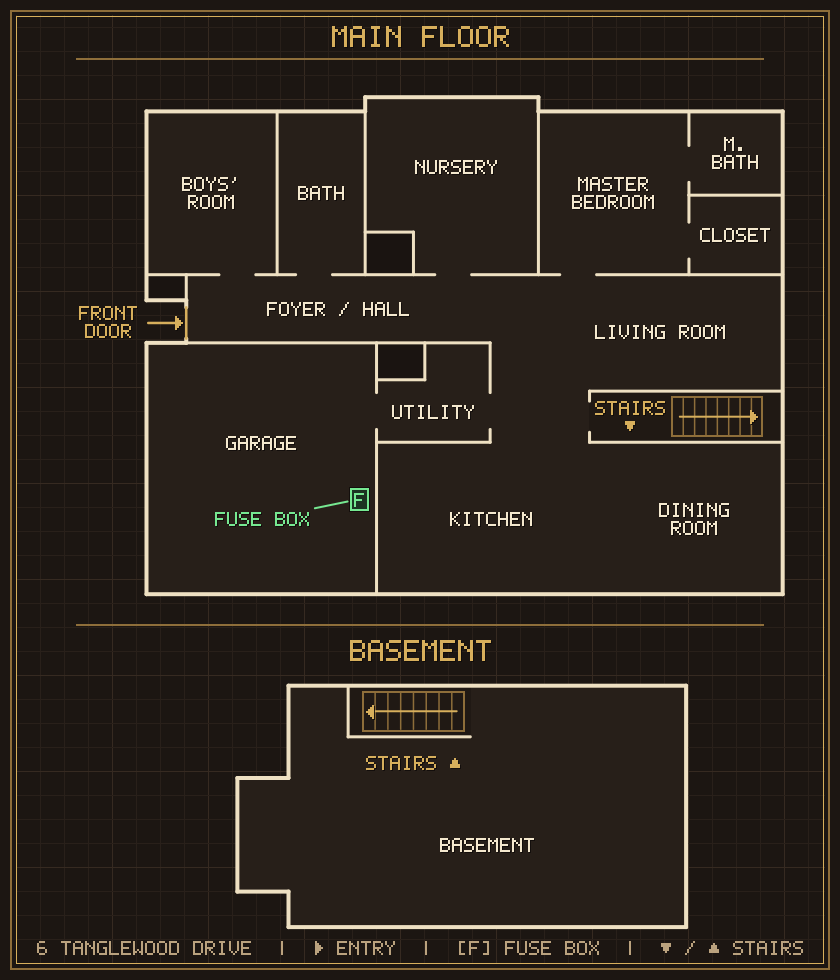 MAIN FLOOR
M.
BATH
NURSERY
BOYS'
ROOM
BATH
MASTER
BEDROOM
CLOSET
FRONT
DOOR
FOYER / HALL
LIVING ROOM
STAIRS ▼
UTILITY
GARAGE
F
FUSE BOX
KITCHEN
DINING
ROOM
BASEMENT
STAIRS ▲
BASEMENT
6 TANGLEWOOD DRIVE | ▶ ENTRY | [F] FUSE BOX | ▼ / ▲ STAIRS